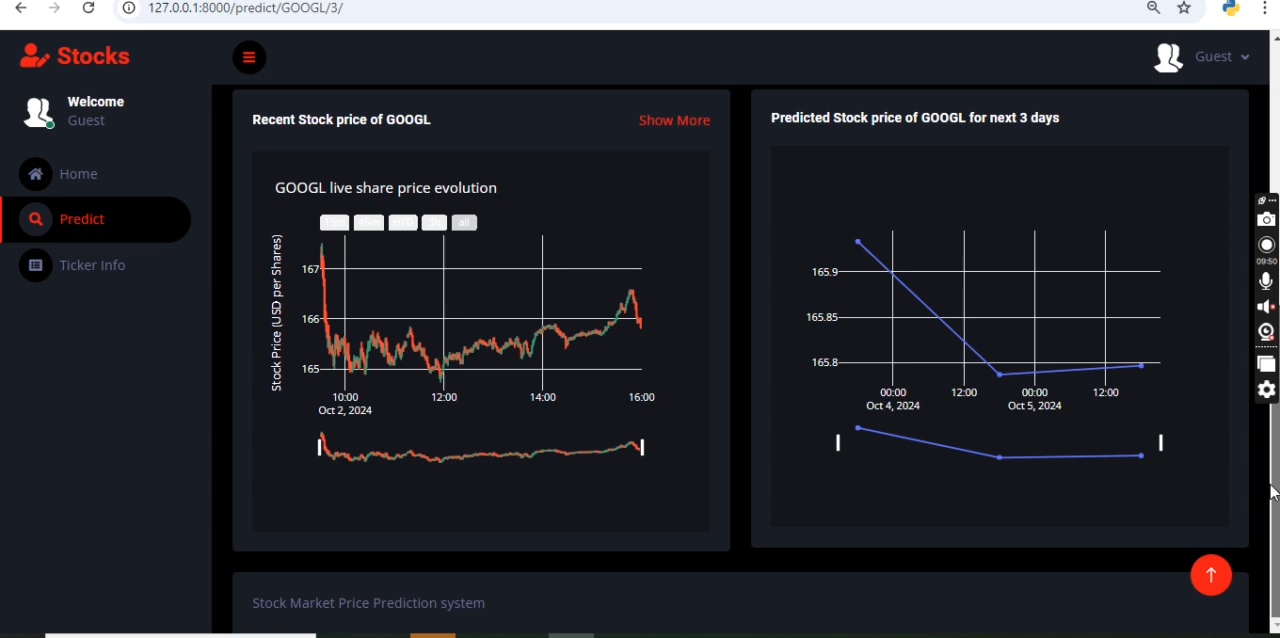 127.0.0.1:8000/predict/GOOGL/3/
Stocks
Guest
Welcome
Guest
Home
Predict
Ticker Info
Recent Stock price of GOOGL
Show More
GOOGL live share price evolution
all
Stock Price (USD per Shares)
167
166
165
10:00
12:00
14:00
16:00
Oct 2, 2024
Predicted Stock price of GOOGL for next 3 days
165.9
165.85
165.8
00:00
12:00
00:00
12:00
Oct 4, 2024
Oct 5, 2024
09:50
Stock Market Price Prediction system